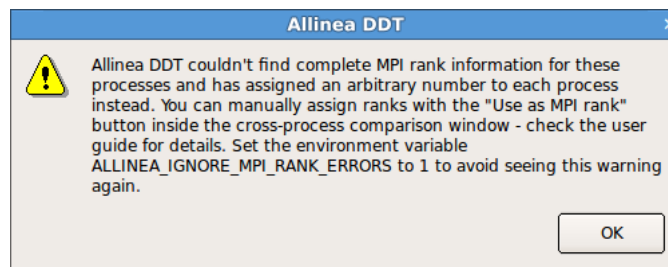 Allinea DDT
Allinea DDT couldn't find complete MPI rank information for these
processes and has assigned an arbitrary number to each process
instead. You can manually assign ranks with the "Use as MPI rank"
button inside the cross-process comparison window - check the user
guide for details. Set the environment variable
ALLINEA_IGNORE_MPI_RANK_ERRORS to 1 to avoid seeing this warning
again.
OK